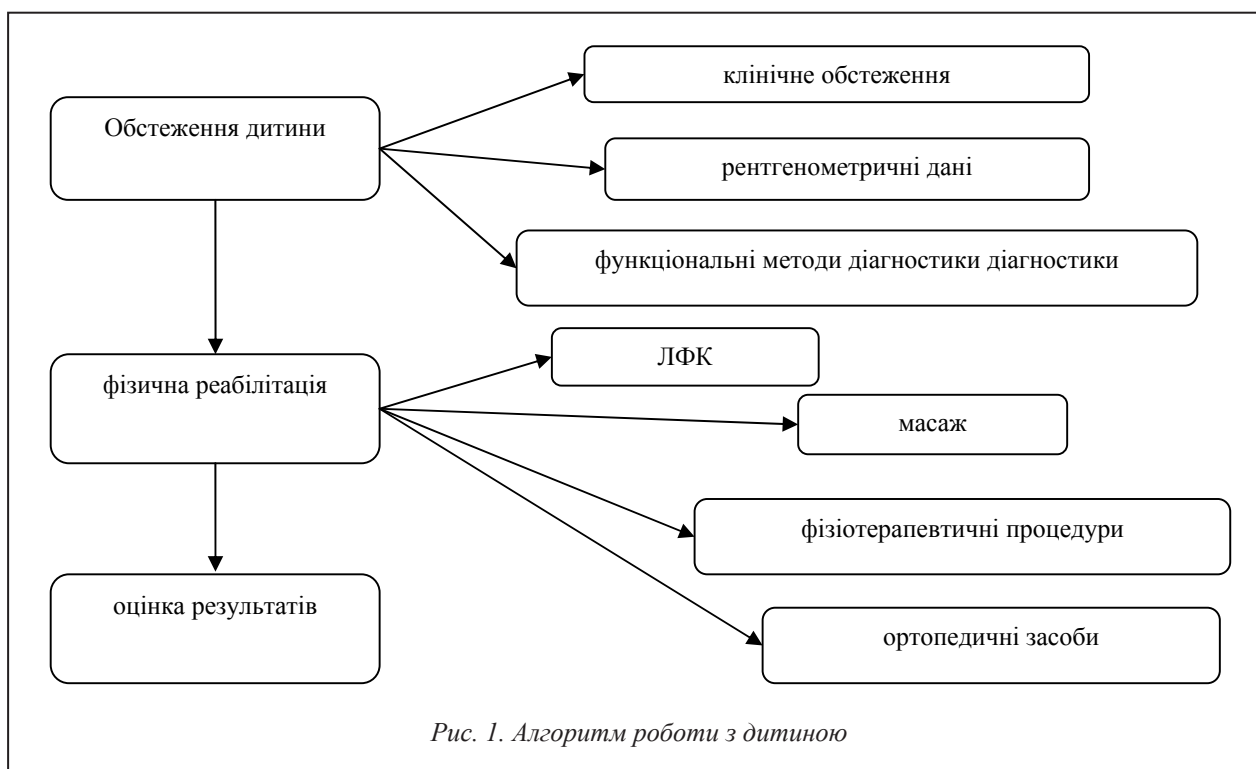 Обстеження дитини
клінічне обстеження
рентгенометричні дані
функціональні методи діагностики діагностики
фізична реабілітація
ЛФК
масаж
фізіотерапевтичні процедури
ортопедичні засоби
оцінка результатів
Рис. 1. Алгоритм роботи з дитиною